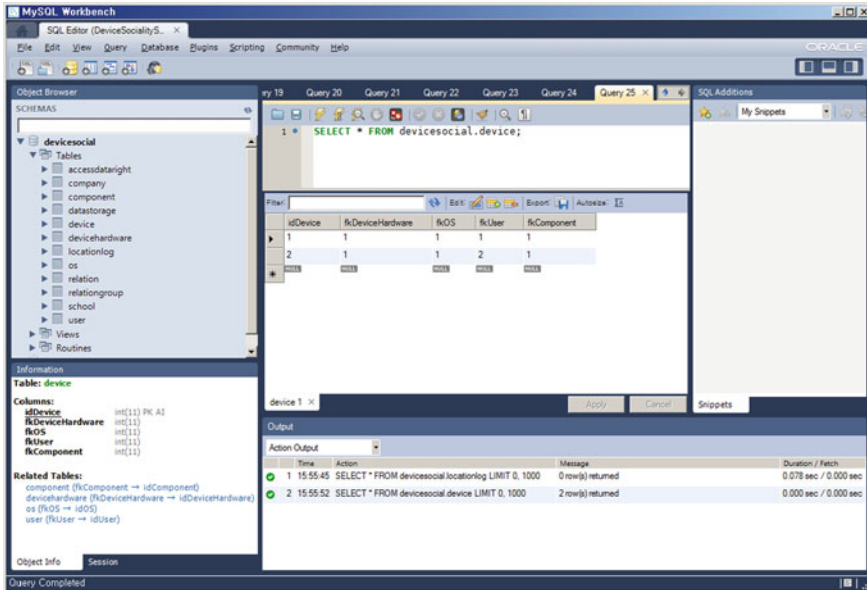 MySQL Workbench
SQL Editor (DeviceSocialityS... ×
File Edit View Query Database Plugins Scripting Community Help
ORACLE
Object Browser
SCHEMAS
devicesocial
Tables
accessdataright
company
component
datastorage
device
devicehardware
locationlog
os
relation
relationgroup
school
user
Views
Routines
Information
Table: device
Columns:
idDevice int(11) PK AI
fkDeviceHardware int(11)
fkOS int(11)
fkUser int(11)
fkComponent int(11)
Related Tables:
component (fkComponent → idComponent)
devicehardware (fkDeviceHardware → idDeviceHardware)
os (fkOS → idOS)
user (fkUser → idUser)
Object Info Session
ry 19 Query 20 Query 21 Query 22 Query 23 Query 24 Query 25 ×
1 SELECT * FROM devicesocial.device;
Filter: Edit: Export: Autosize:
idDevice fkDeviceHardware fkOS fkUser fkComponent
1 1 1 1 1
2 1 1 2 1
NULL NULL NULL NULL NULL
device 1 × Apply Cancel
SQL Additions
My Snippets
Snippets
Output
Action Output
Time Action Message Duration / Fetch
1 15:55:45 SELECT * FROM devicesocial.locationlog LIMIT 0, 1000 0 row(s) returned 0.078 sec / 0.000 sec
2 15:55:52 SELECT * FROM devicesocial.device LIMIT 0, 1000 2 row(s) returned 0.000 sec / 0.000 sec
Query Completed